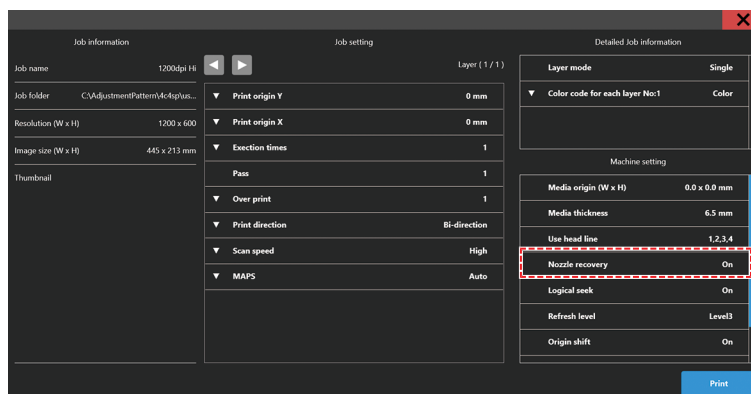 Job information
Job name 1200dpi Hi
Job folder C:\AdjustmentPattern\4c4sp\us...
Resolution (W x H) 1200 x 600
Image size (W x H) 445 x 213 mm
Thumbnail
Job setting
Layer ( 1 / 1 )
▼ Print origin Y 0 mm
▼ Print origin X 0 mm
▼ Exection times 1
Pass 1
▼ Over print 1
▼ Print direction Bi-direction
▼ Scan speed High
▼ MAPS Auto
Detailed Job information
Layer mode Single
▼ Color code for each layer No:1 Color
Machine setting
Media origin (W x H) 0.0 x 0.0 mm
Media thickness 6.5 mm
Use head line 1,2,3,4
Nozzle recovery On
Logical seek On
Refresh level Level3
Origin shift On
Print